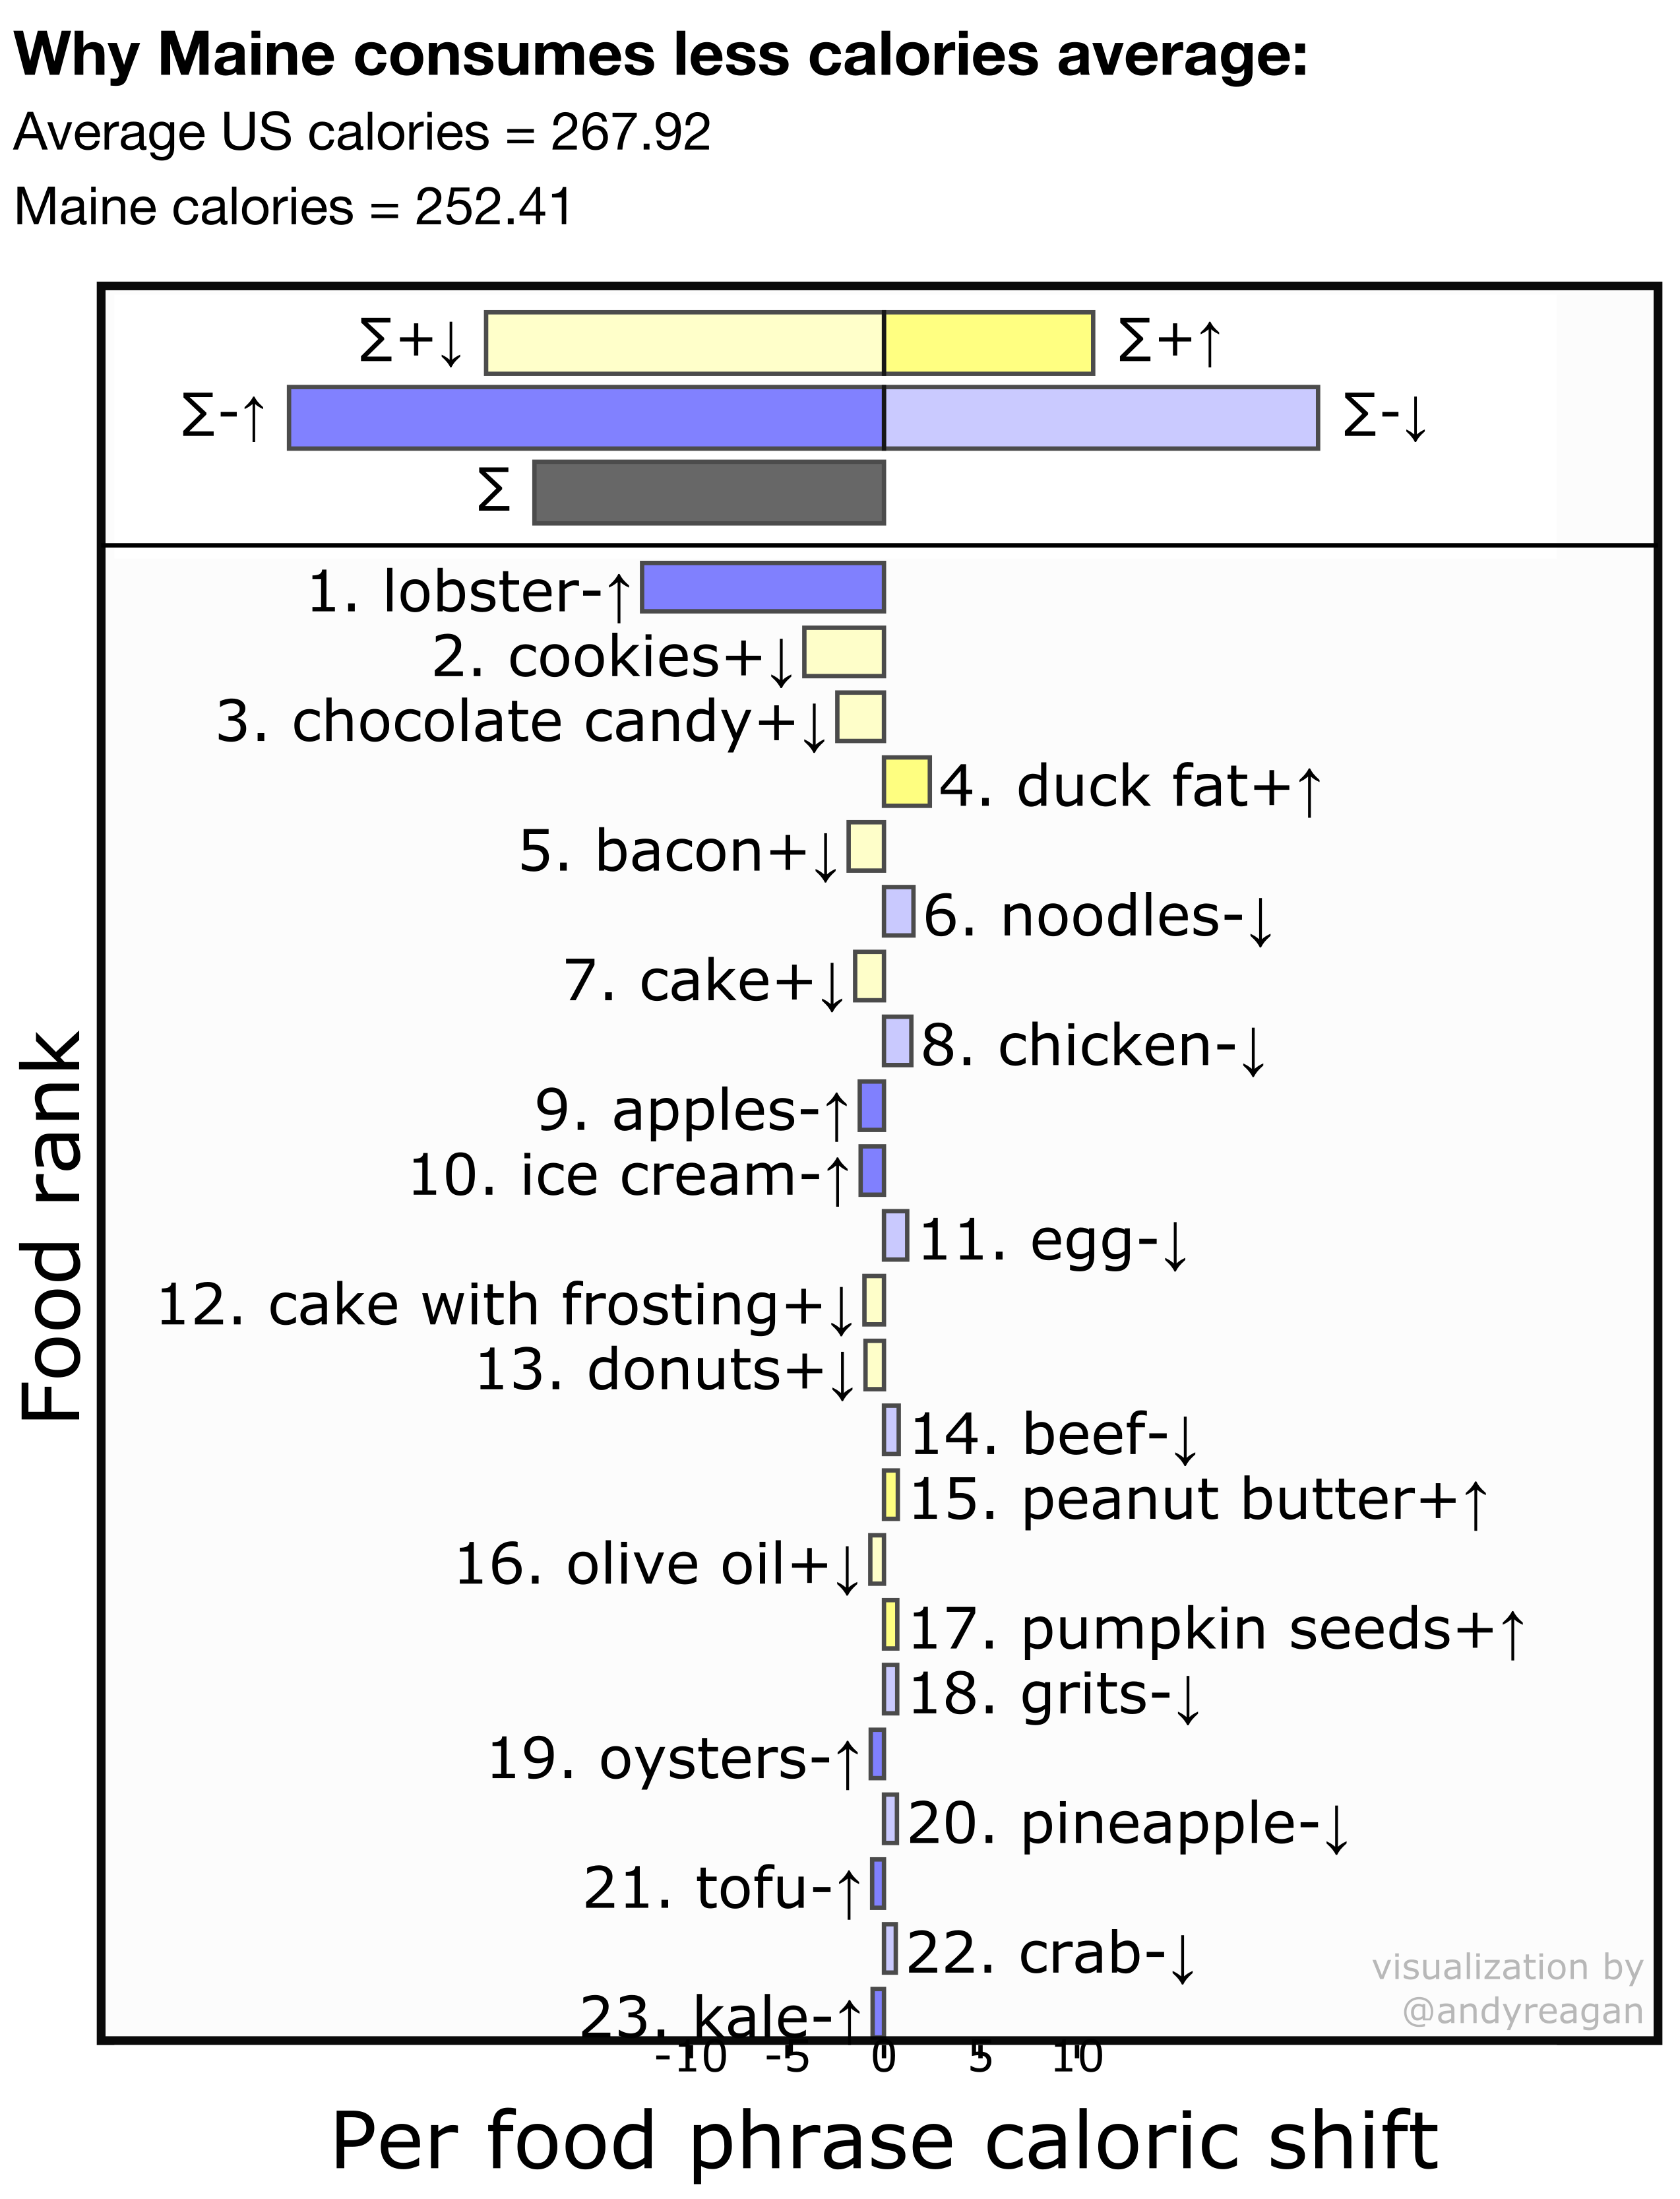 Why Maine consumes less calories average:
Average US calories = 267.92
Maine calories = 252.41
∑+↓
∑+↑
∑-↑
∑-↓
∑
1. lobster-↑
2. cookies+↓
3. chocolate candy+↓
4. duck fat+↑
5. bacon+↓
6. noodles-↓
7. cake+↓
8. chicken-↓
9. apples-↑
10. ice cream-↑
11. egg-↓
12. cake with frosting+↓
13. donuts+↓
14. beef-↓
15. peanut butter+↑
16. olive oil+↓
17. pumpkin seeds+↑
18. grits-↓
19. oysters-↑
20. pineapple-↓
21. tofu-↑
22. crab-↓
23. kale-↑
Food rank
visualization by
@andyreagan
-10 -5 0 5 10
Per food phrase caloric shift